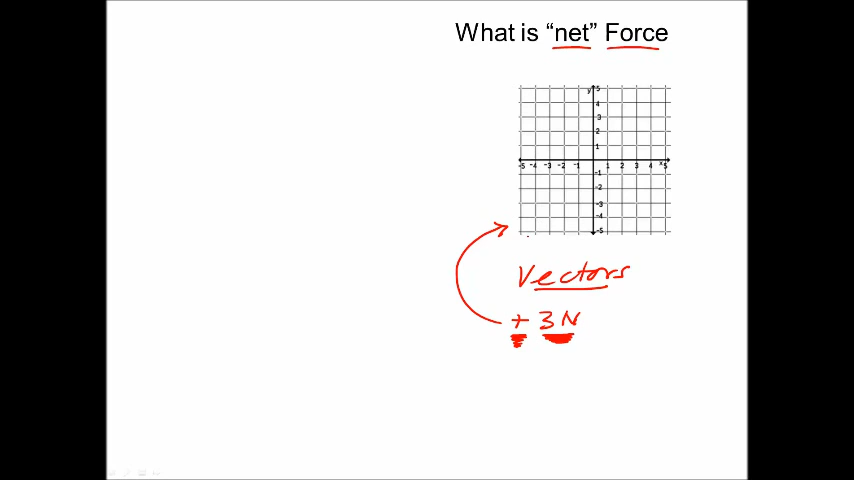 What is “net” Force
y 5
4
3
2
1
-5 -4 -3 -2 -1 1 2 3 4 x 5
-1
-2
-3
-4
-5
Vectors
+ 3N